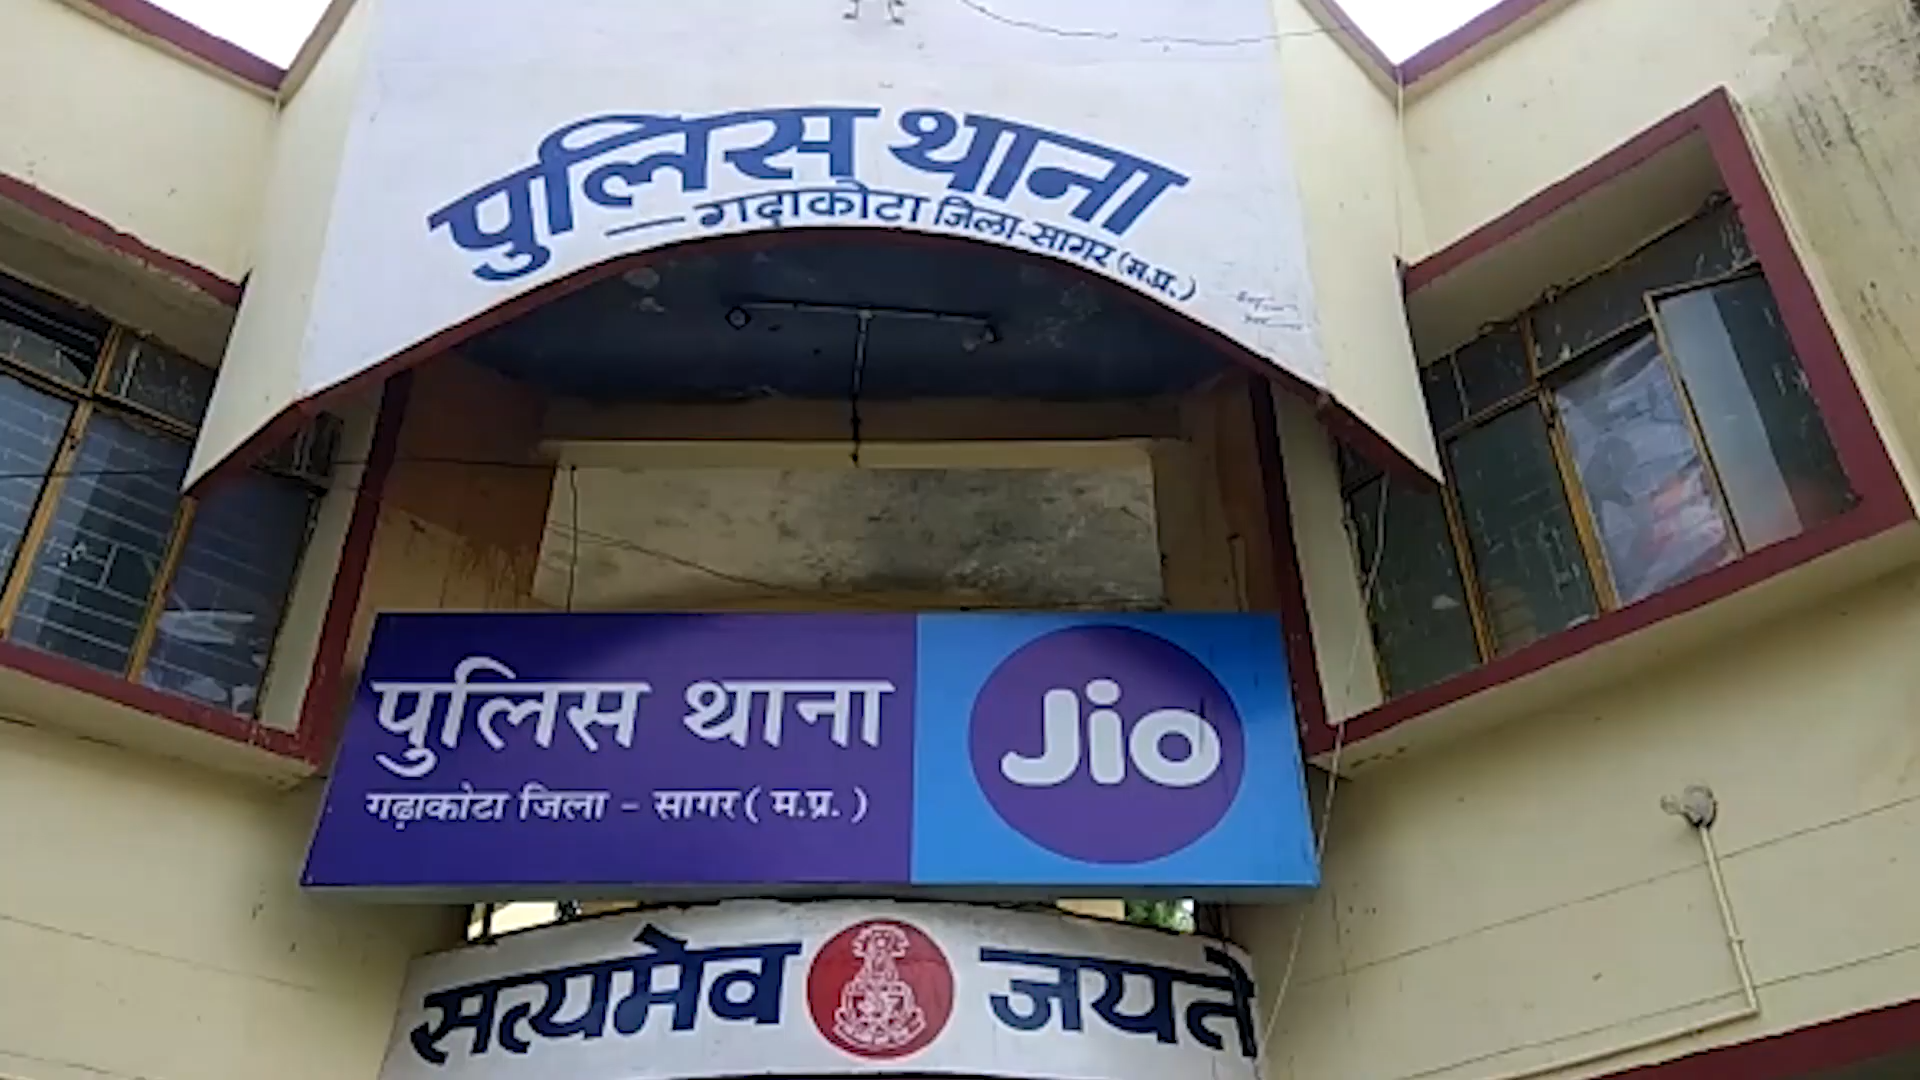 पुलिस थाना
गढ़ाकोटा जिला-सागर (म.प्र.)
पुलिस थाना
गढ़ाकोटा जिला - सागर ( म.प्र. )
Jio
सत्यमेव जयते